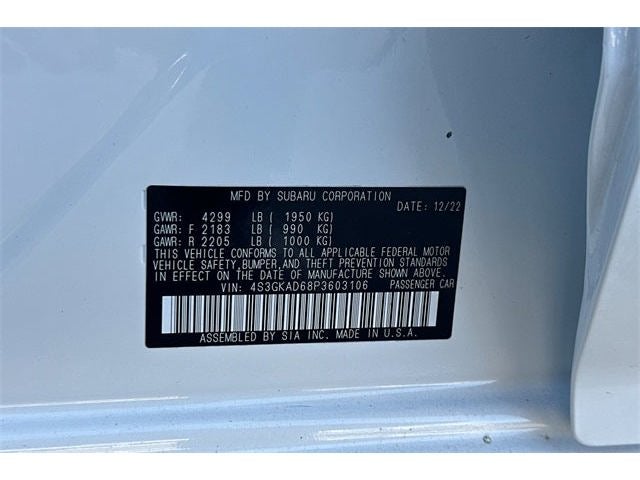 MFD BY SUBARU CORPORATION
DATE: 12/22
GVWR: 4299 LB ( 1950 KG)
GAWR: F 2183 LB ( 990 KG)
GAWR: R 2205 LB ( 1000 KG)
THIS VEHICLE CONFORMS TO ALL APPLICABLE FEDERAL MOTOR
VEHICLE SAFETY,BUMPER,AND THEFT PREVENTION STANDARDS
IN EFFECT ON THE DATE OF MANUFACTURE SHOWN ABOVE.
VIN: 4S3GKAD68P3603106 PASSENGER CAR
ASSEMBLED BY SIA INC. MADE IN U.S.A.